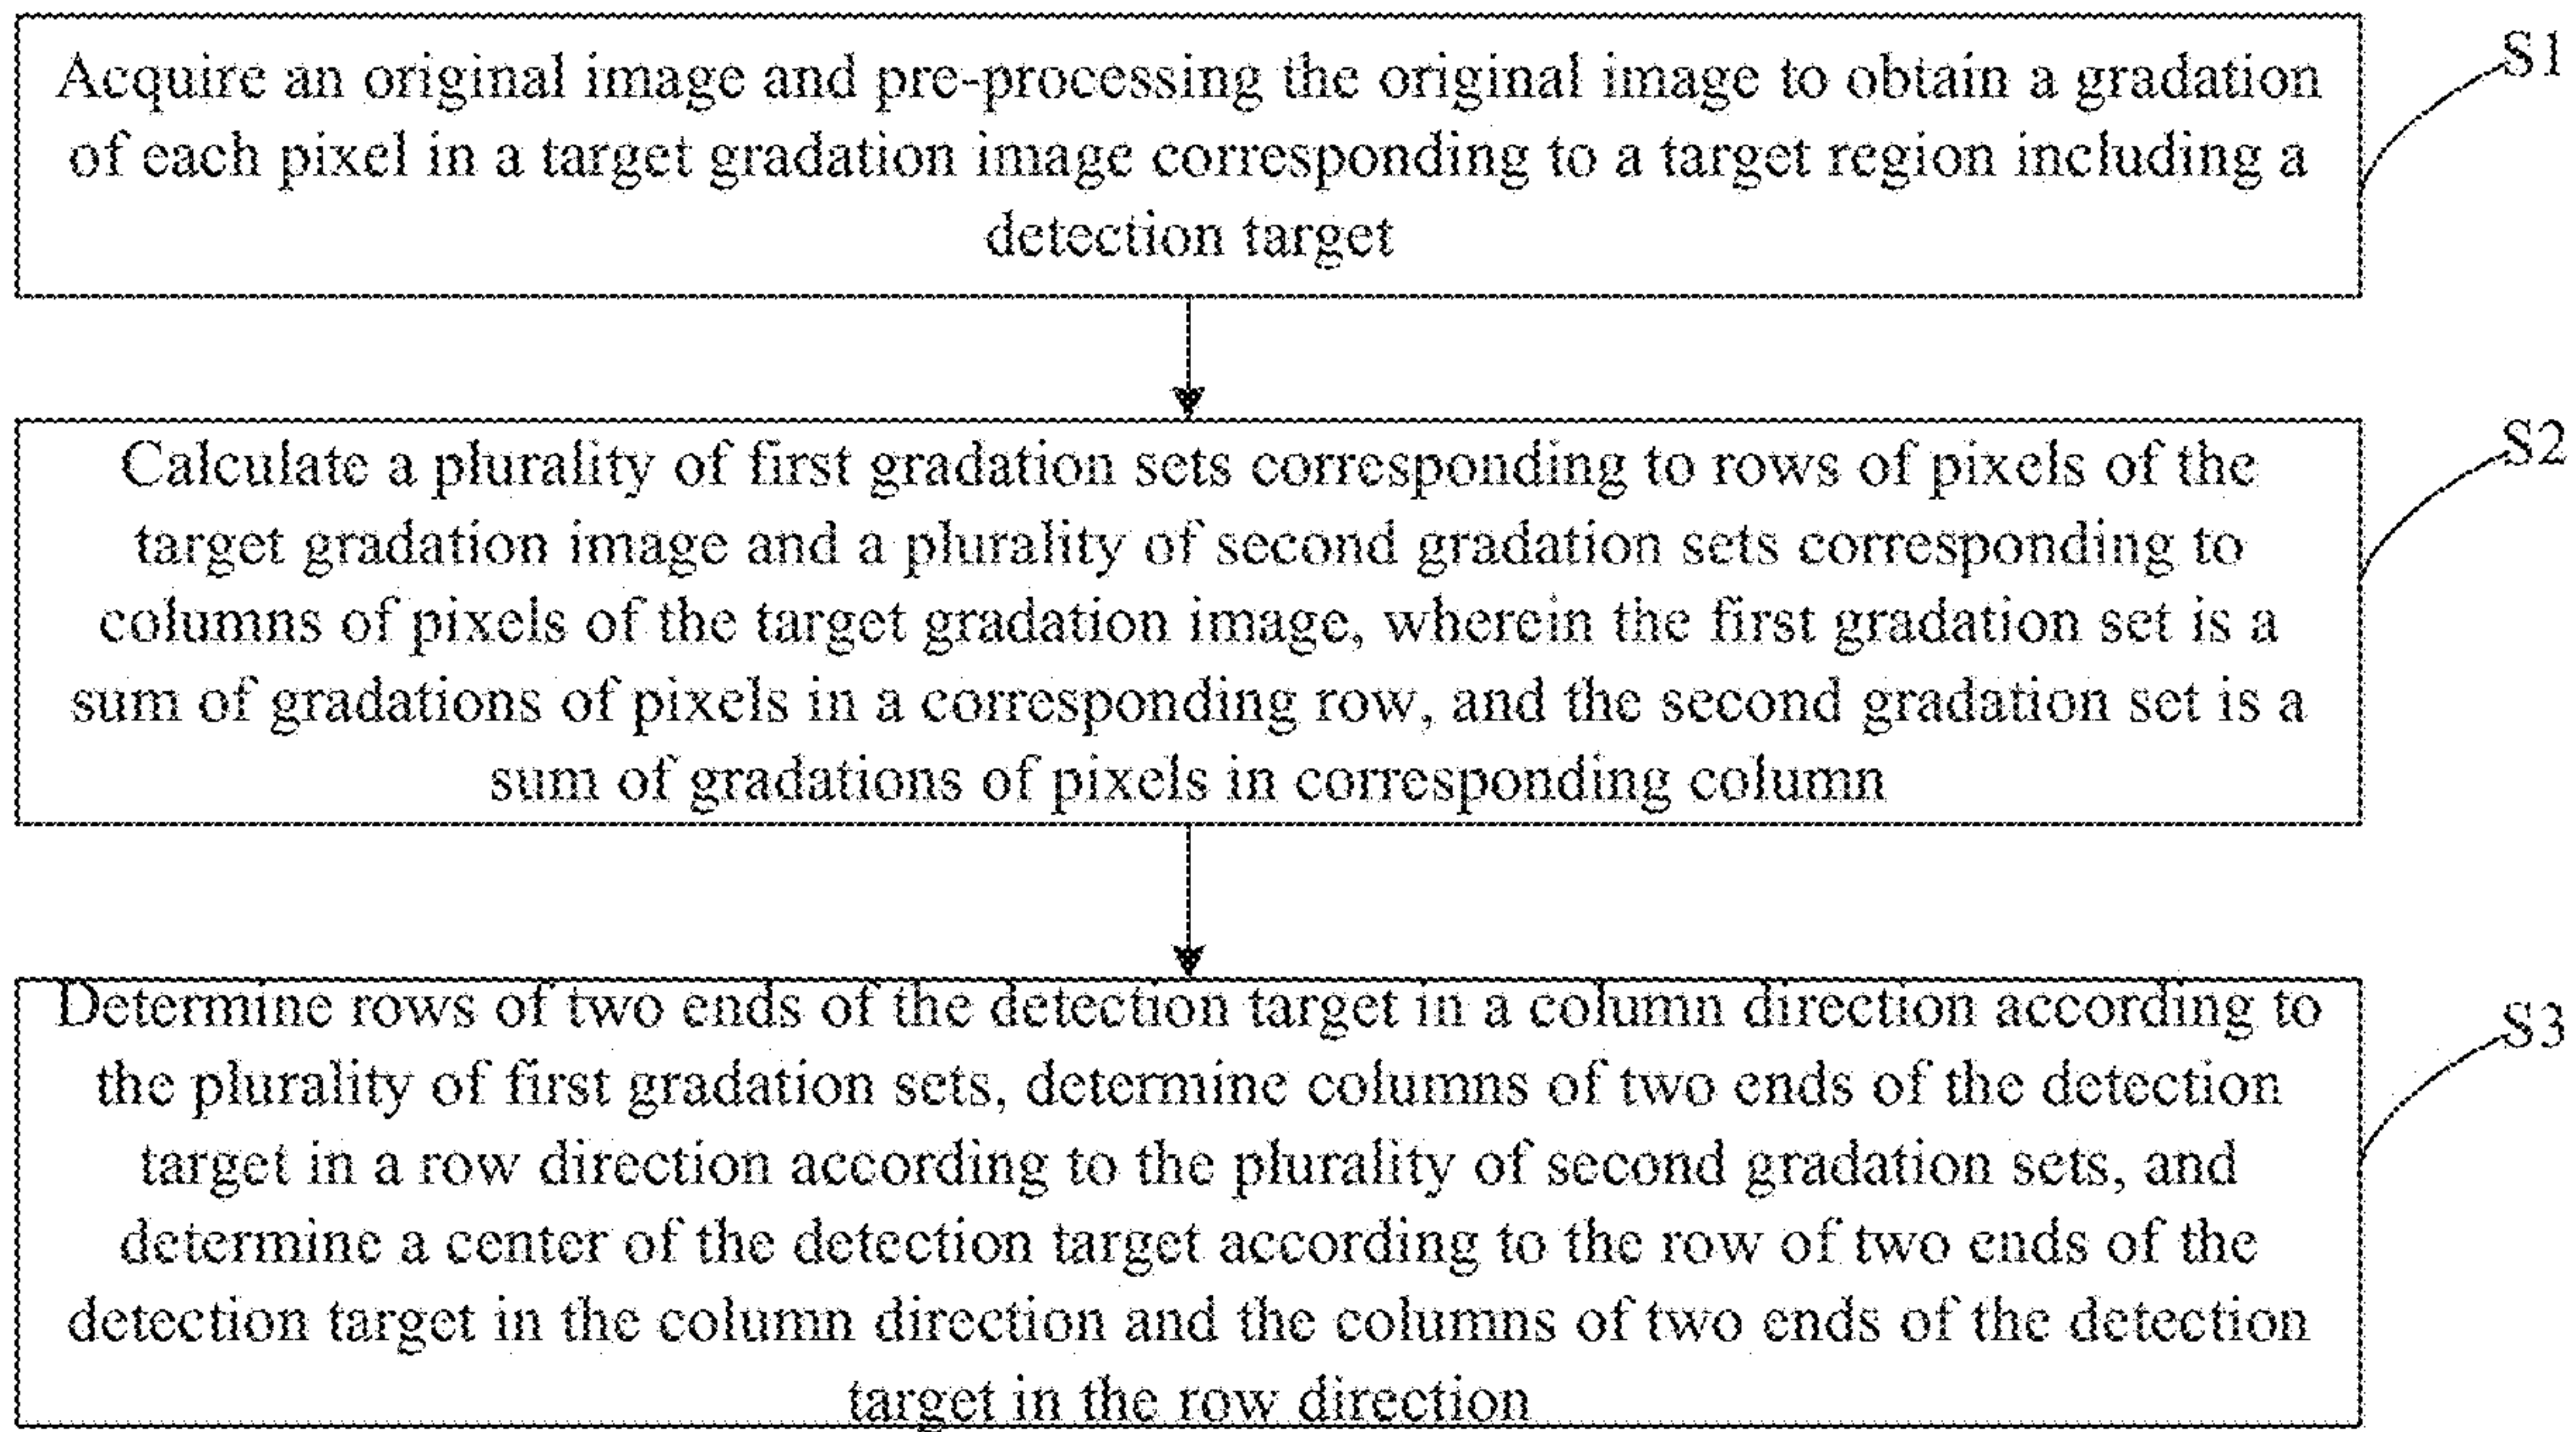 Acquire an original image and pre-processing the original image to obtain a gradation
of each pixel in a target gradation image corresponding to a target region including a
detection target
S1
Calculate a plurality of first gradation sets corresponding to rows of pixels of the
target gradation image and a plurality of second gradation sets corresponding to
columns of pixels of the target gradation image, wherein the first gradation set is a
sum of gradations of pixels in a corresponding row, and the second gradation set is a
sum of gradations of pixels in corresponding column
S2
Determine rows of two ends of the detection target in a column direction according to
the plurality of first gradation sets, determine columns of two ends of the detection
target in a row direction according to the plurality of second gradation sets, and
determine a center of the detection target according to the row of two ends of the
detection target in the column direction and the columns of two ends of the detection
target in the row direction
S3